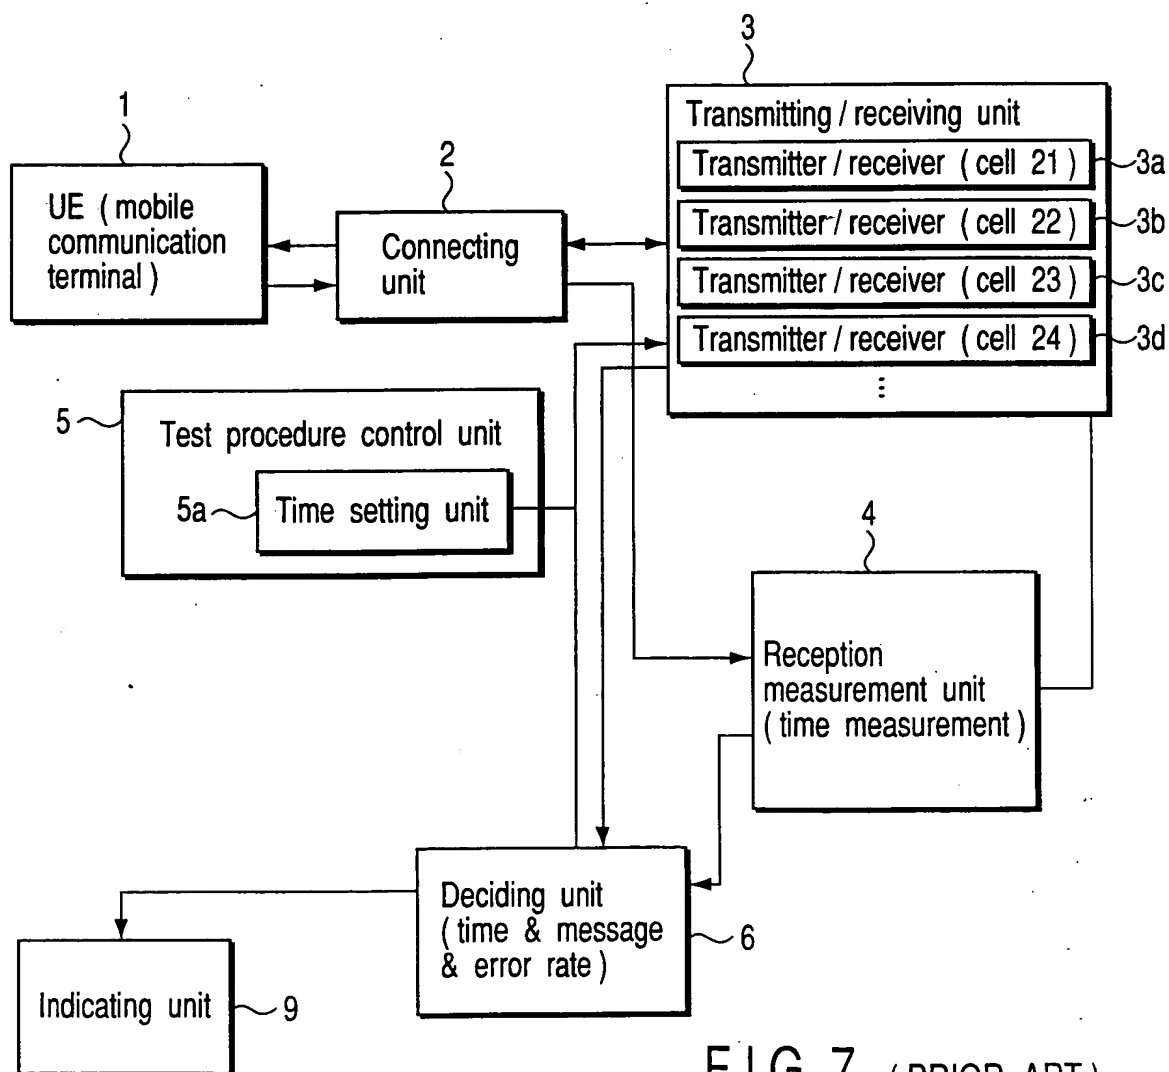 3
Transmitting / receiving unit
Transmitter / receiver ( cell 21 )
3a
Transmitter / receiver ( cell 22 )
3b
Transmitter / receiver ( cell 23 )
3c
Transmitter / receiver ( cell 24 )
3d
⋮
1
UE ( mobile
communication
terminal )
2
Connecting
unit
5
Test procedure control unit
5a
Time setting unit
4
Reception
measurement unit
( time measurement )
Deciding unit
( time & message
& error rate )
6
Indicating unit
9
FIG. 7 ( PRIOR ART )